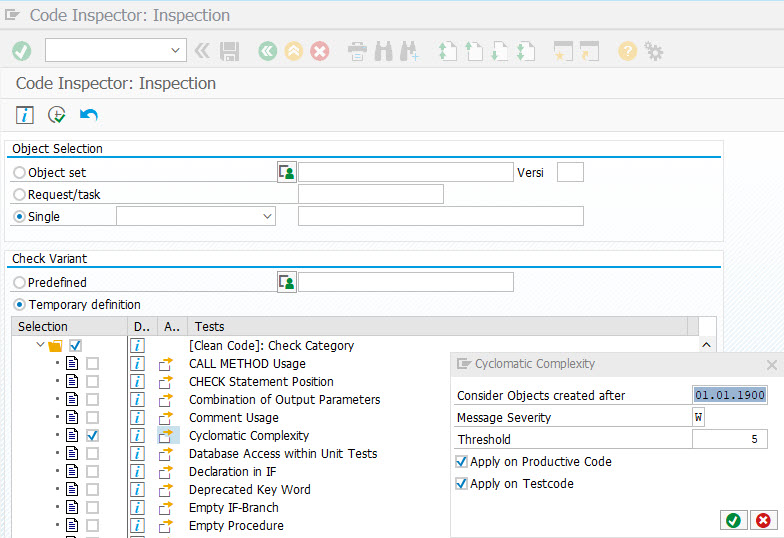 Code Inspector: Inspection
Code Inspector: Inspection
Object Selection
Object set Versi
Request/task
Single
Check Variant
Predefined
Temporary definition
Selection D.. A.. Tests
[Clean Code]: Check Category
CALL METHOD Usage
CHECK Statement Position
Combination of Output Parameters
Comment Usage
Cyclomatic Complexity
Database Access within Unit Tests
Declaration in IF
Deprecated Key Word
Empty IF-Branch
Empty Procedure
Cyclomatic Complexity
Consider Objects created after 01.01.1900
Message Severity W
Threshold 5
Apply on Productive Code
Apply on Testcode